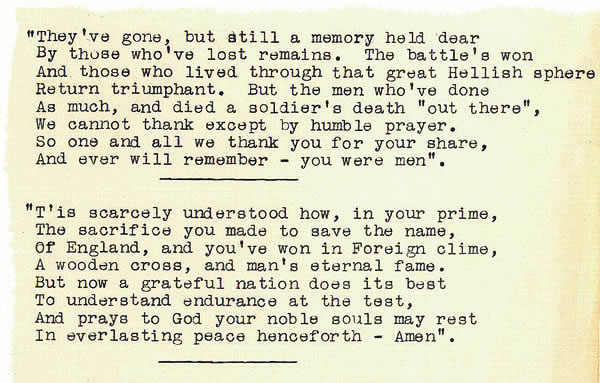 "They've gone, but still a memory held dear
By those who've lost remains. The battle's won
And those who lived through that great Hellish sphere
Return triumphant. But the men who've done
As much, and died a soldier's death "out there",
We cannot thank except by humble prayer.
So one and all we thank you for your share,
And ever will remember - you were men".
"T'is scarcely understood how, in your prime,
The sacrifice you made to save the name,
Of England, and you've won in Foreign clime,
A wooden cross, and man's eternal fame.
But now a grateful nation does its best
To understand endurance at the test,
And prays to God your noble souls may rest
In everlasting peace henceforth - Amen".